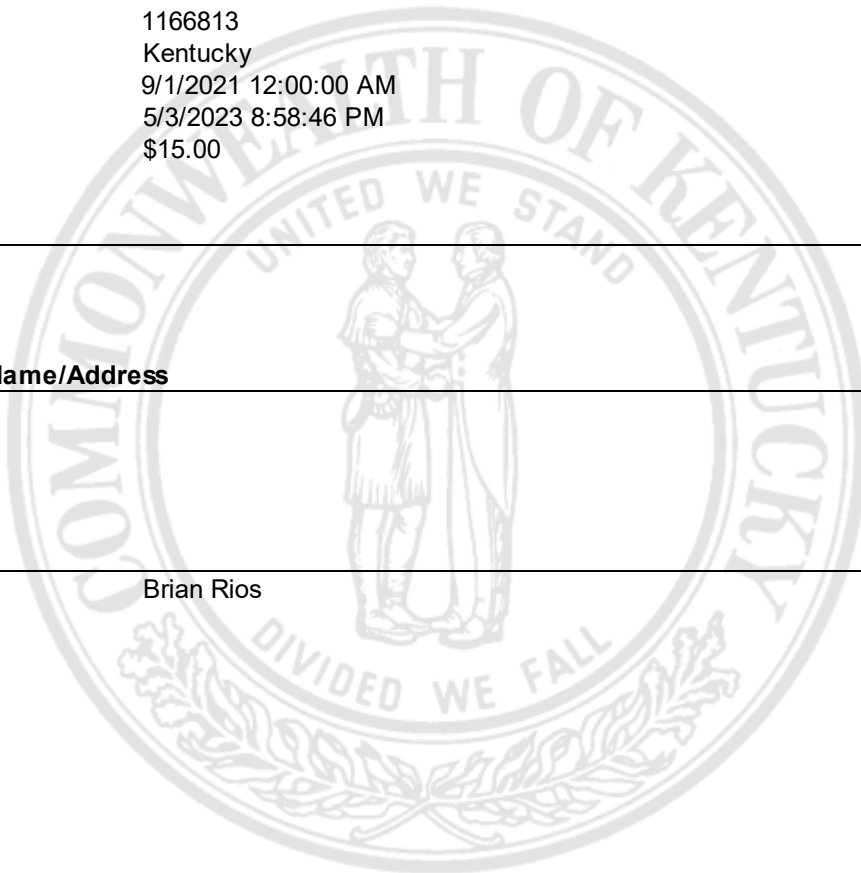 1166813
Kentucky
9/1/2021 12:00:00 AM
5/3/2023 8:58:46 PM
$15.00
COMMONWEALTH OF KENTUCKY
UNITED WE STAND
ame/Address
Brian Rios
DIVIDED WE FALL